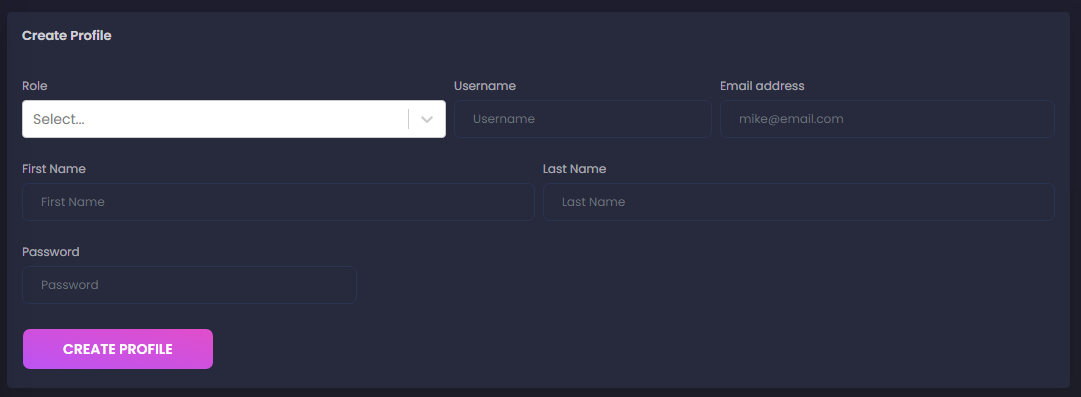 Create Profile
Role Username Email address
Select... Username mike@email.com
First Name Last Name
First Name Last Name
Password
Password
CREATE PROFILE